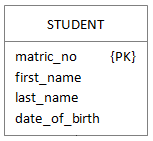 STUDENT
matric_no {PK}
first_name
last_name
date_of_birth